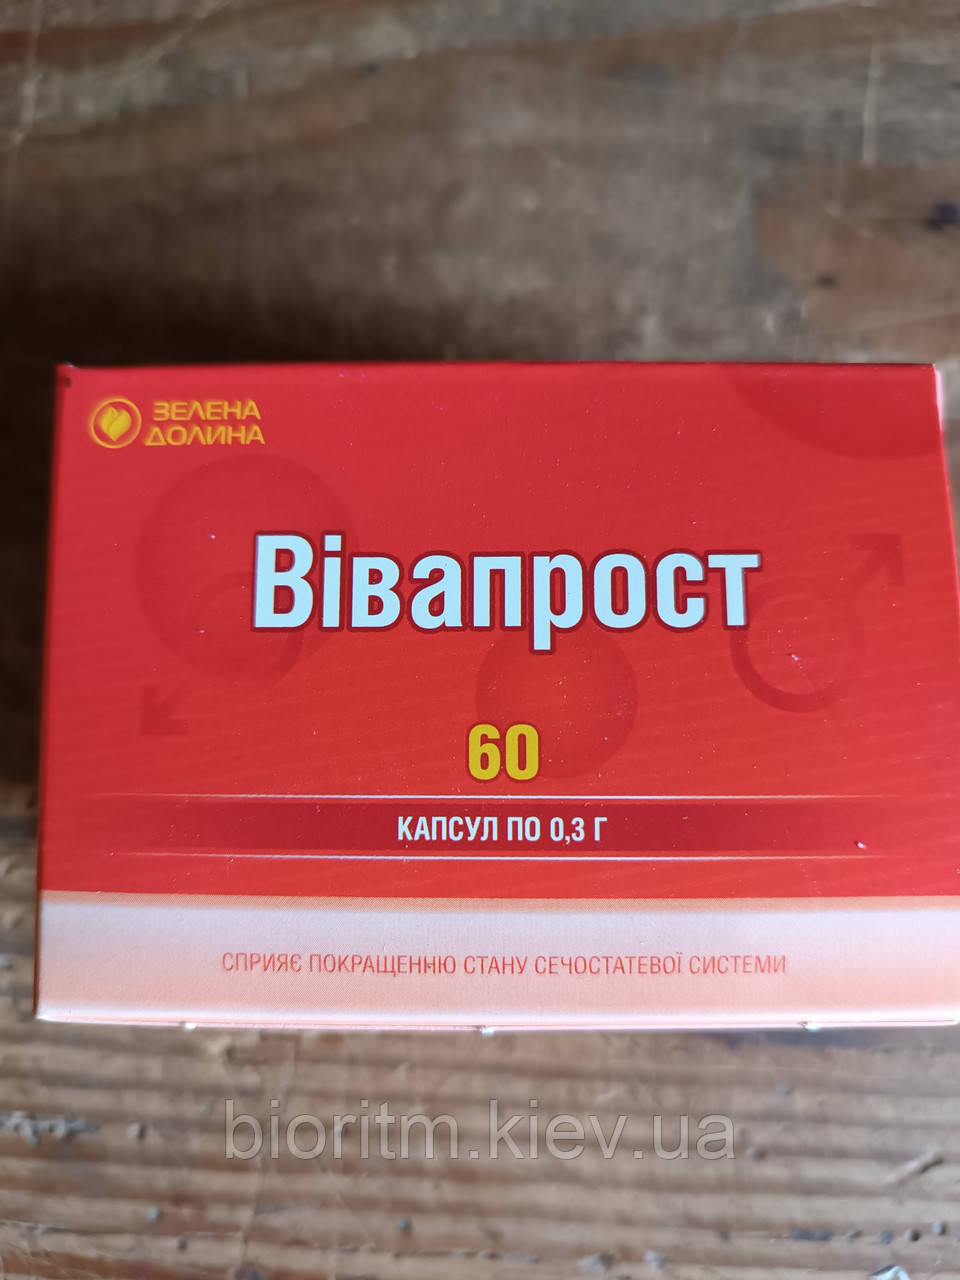 ЗЕЛЕНА
ДОЛИНА
Вівапрост
60
КАПСУЛ ПО 0,3 Г
СПРИЯЄ ПОКРАЩЕННЮ СТАНУ СЕЧОСТАТЕВОЇ СИСТЕМИ
bioritm.kiev.ua